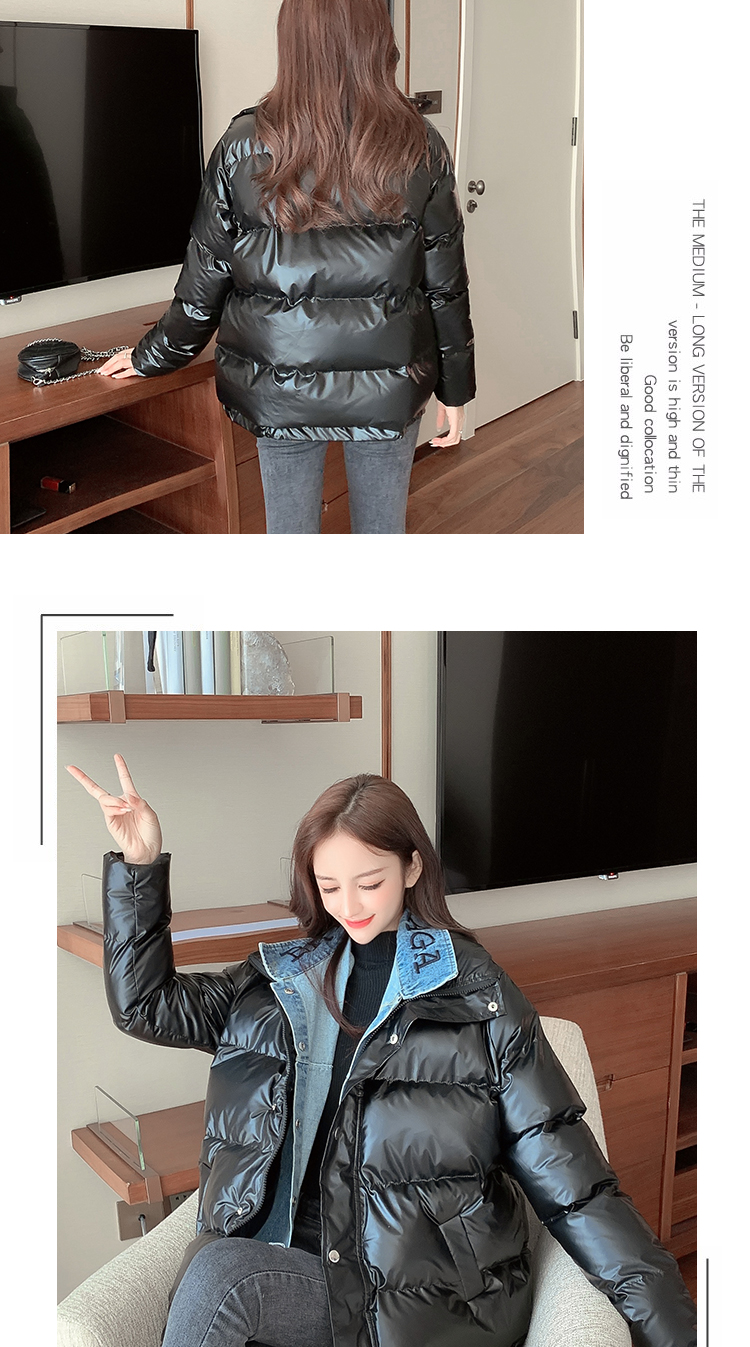 THE MEDIUM - LONG VERSION OF THE
version is high and thin
Good collocation
Be liberal and dignified